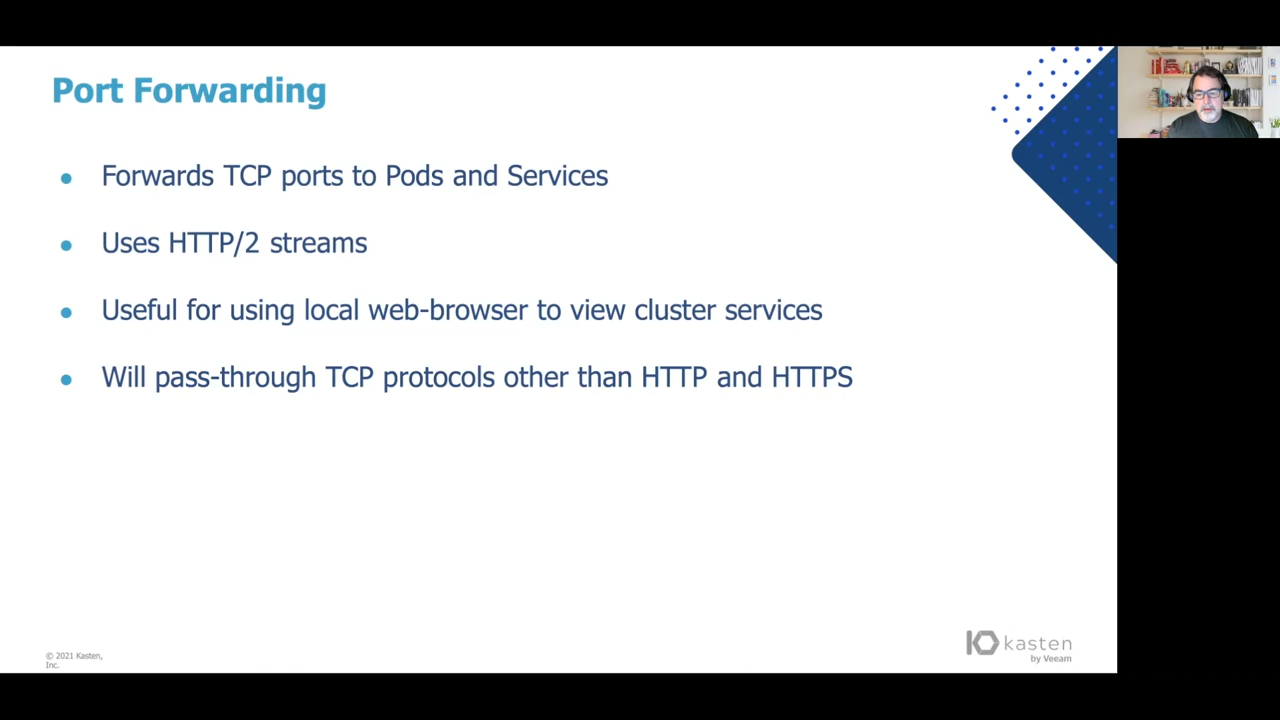 Port Forwarding
● Forwards TCP ports to Pods and Services
● Uses HTTP/2 streams
● Useful for using local web-browser to view cluster services
● Will pass-through TCP protocols other than HTTP and HTTPS
© 2021 Kasten,
Inc.
kasten
by Veeam